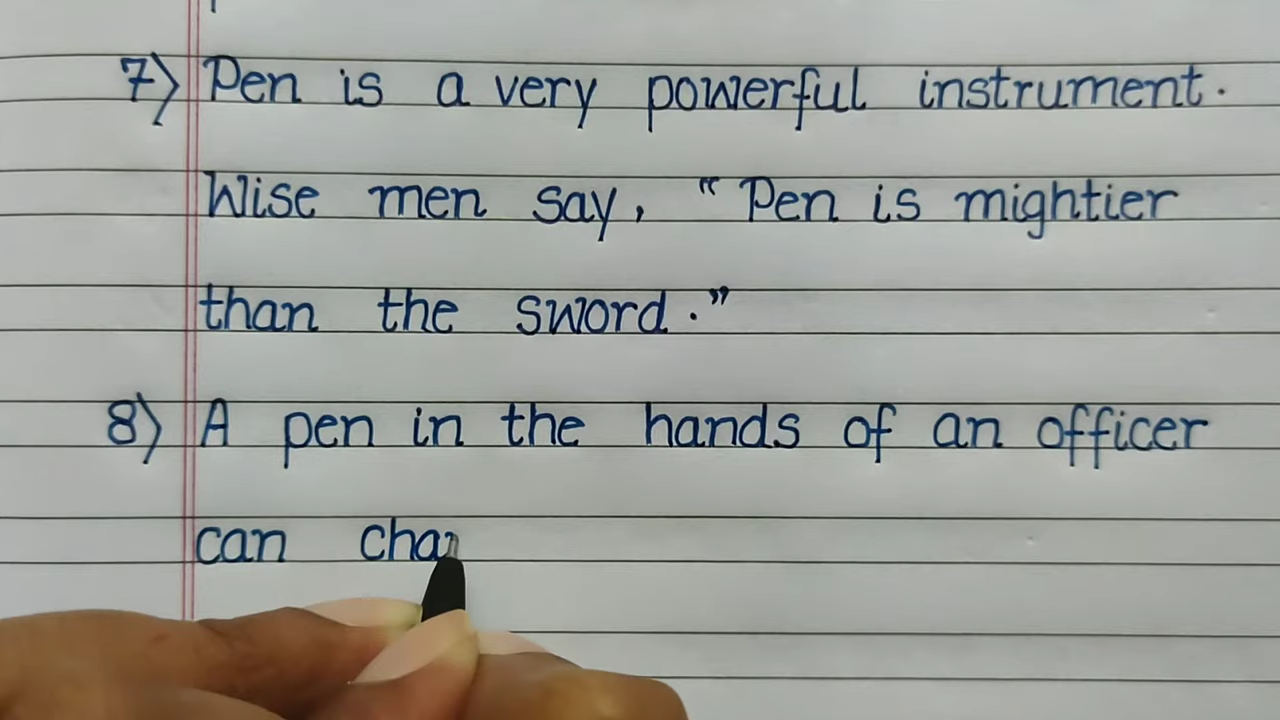 7) Pen is a very powerful instrument.
Wise men say, “Pen is mightier
than the sword.”
8) A pen in the hands of an officer
can cha